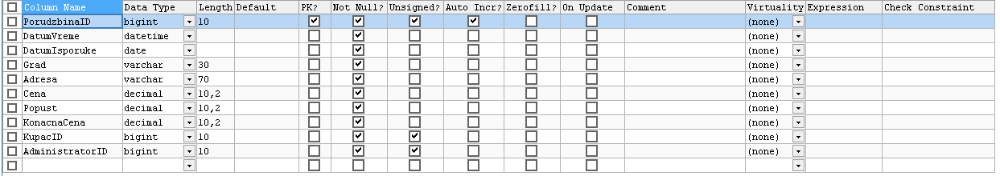 Column Name Data Type Length Default PK? Not Null? Unsigned? Auto Incr? Zerofill? On Update Comment Virtuality Expression Check Constraint
PorudzbinaID bigint 10 (none)
DatumVreme datetime (none)
DatumIsporuke date (none)
Grad varchar 30 (none)
Adresa varchar 70 (none)
Cena decimal 10,2 (none)
Popust decimal 10,2 (none)
KonacnaCena decimal 10,2 (none)
KupacID bigint 10 (none)
AdministratorID bigint 10 (none)